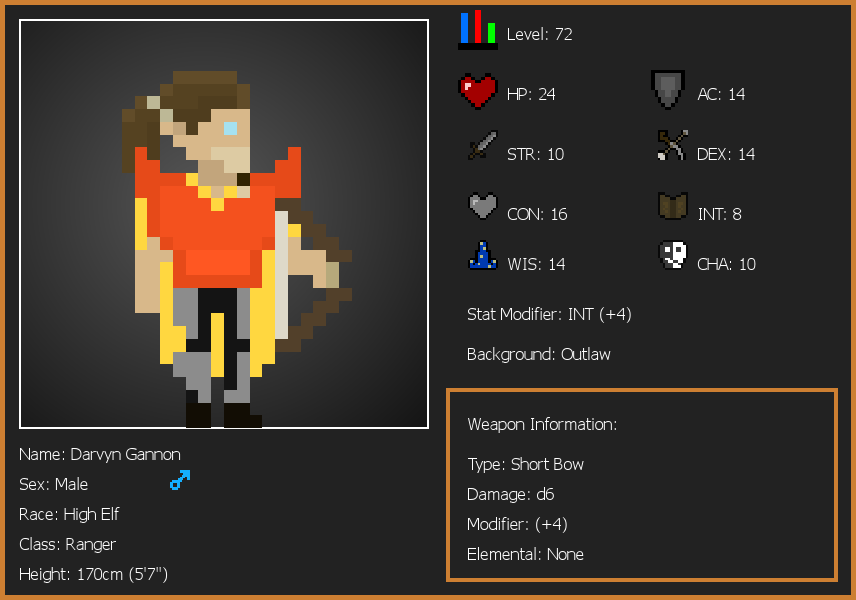 Level: 72
HP: 24
AC: 14
STR: 10
DEX: 14
CON: 16
INT: 8
WIS: 14
CHA: 10
Stat Modifier: INT (+4)
Background: Outlaw
Weapon Information:
Type: Short Bow
Damage: d6
Modifier: (+4)
Elemental: None
Name: Darvyn Gannon
Sex: Male
Race: High Elf
Class: Ranger
Height: 170cm (5'7")